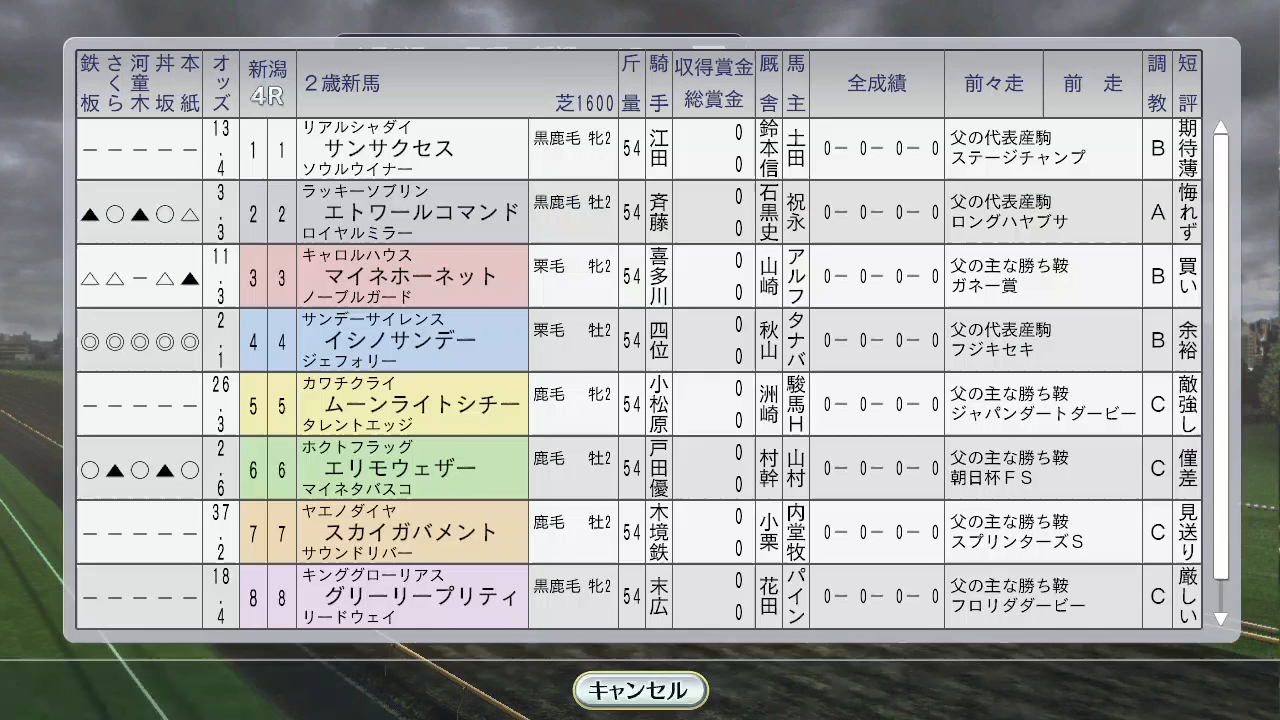 鉄板 さくら 河童木 丼坂 本紙 オッズ 新潟 4R ２歳新馬 芝1600 斤量 騎手 収得賞金 総賞金 厩舎 馬主 全成績 前々走 前　走 調教 短評
－ － － － － 13.4 1 1 リアルシャダイ サンサクセス ソウルウイナー 黒鹿毛 牝2 54 江田 0 0 鈴本信 土田 0－ 0－ 0－ 0 父の代表産駒 ステージチャンプ B 期待薄
▲ ○ ▲ ○ △ 3.3 2 2 ラッキーソブリン エトワールコマンド ロイヤルミラー 黒鹿毛 牡2 54 斉藤 0 0 石黒史 祝永 0－ 0－ 0－ 0 父の代表産駒 ロングハヤブサ A 悔れず
△ △ － △ ▲ 11.3 3 3 キャロルハウス マイネホーネット ノーブルガード 栗毛 牝2 54 喜多川 0 0 山崎 アルフ 0－ 0－ 0－ 0 父の主な勝ち鞍 ガネー賞 B 買い
◎ ◎ ◎ ◎ ◎ 2.1 4 4 サンデーサイレンス イシノサンデー ジェフォリー 栗毛 牡2 54 四位 0 0 秋山 タナバ 0－ 0－ 0－ 0 父の代表産駒 フジキセキ B 余裕
－ － － － － 26.3 5 5 カワチクライ ムーンライトシチー タレントエッジ 鹿毛 牝2 54 小松原 0 0 洲崎 駿馬H 0－ 0－ 0－ 0 父の主な勝ち鞍 ジャパンダートダービー C 敵強し
○ ▲ ○ ▲ ○ 2.6 6 6 ホクトフラッグ エリモウェザー マイネタバスコ 鹿毛 牡2 54 戸田優 0 0 村幹 山村 0－ 0－ 0－ 0 父の主な勝ち鞍 朝日杯ＦＳ C 僅差
－ － － － － 37.2 7 7 ヤエノダイヤ スカイガバメント サウンドリバー 鹿毛 牡2 54 木境鉄 0 0 小栗 内堂牧 0－ 0－ 0－ 0 父の主な勝ち鞍 スプリンターズＳ C 見送り
－ － － － － 18.4 8 8 キンググローリアス グリーリープリティ リードウェイ 黒鹿毛 牝2 54 末広 0 0 花田 パイン 0－ 0－ 0－ 0 父の主な勝ち鞍 フロリダダービー C 厳しい
キャンセル